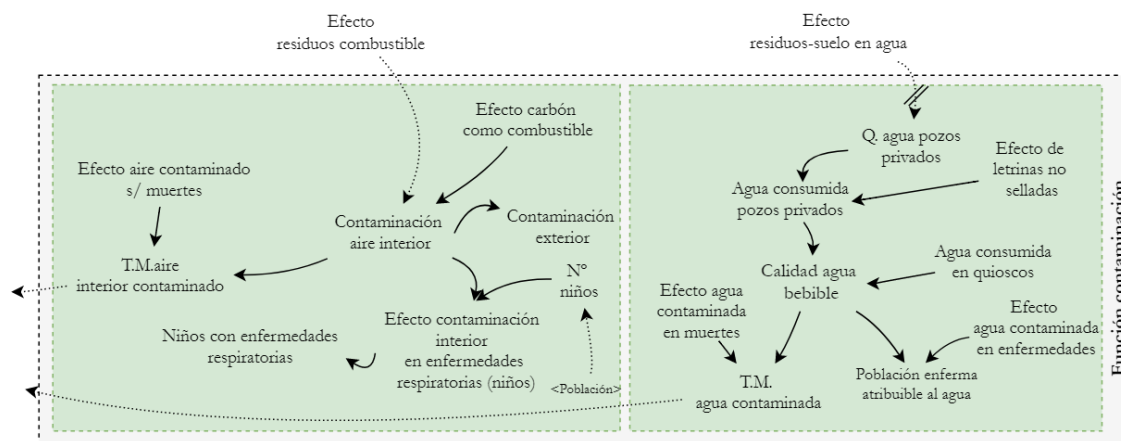 Efecto
residuos combustible
Efecto
residuos-suelo en agua
Efecto carbón
como combustible
Efecto aire contaminado
s/ muertes
Contaminación
aire interior
Contaminación
exterior
T.M.aire
interior contaminado
N°
niños
Niños con enfermedades
respiratorias
Efecto contaminación
interior
en enfermedades
respiratorias (niños)
<Población>
Q. agua pozos
privados
Efecto de
letrinas no
selladas
Agua consumida
pozos privados
Agua consumida
en quioscos
Calidad agua
bebible
Efecto agua
contaminada
en muertes
Efecto
agua contaminada
en enfermedades
T.M.
agua contaminada
Población enferma
atribuible al agua
Función contaminación